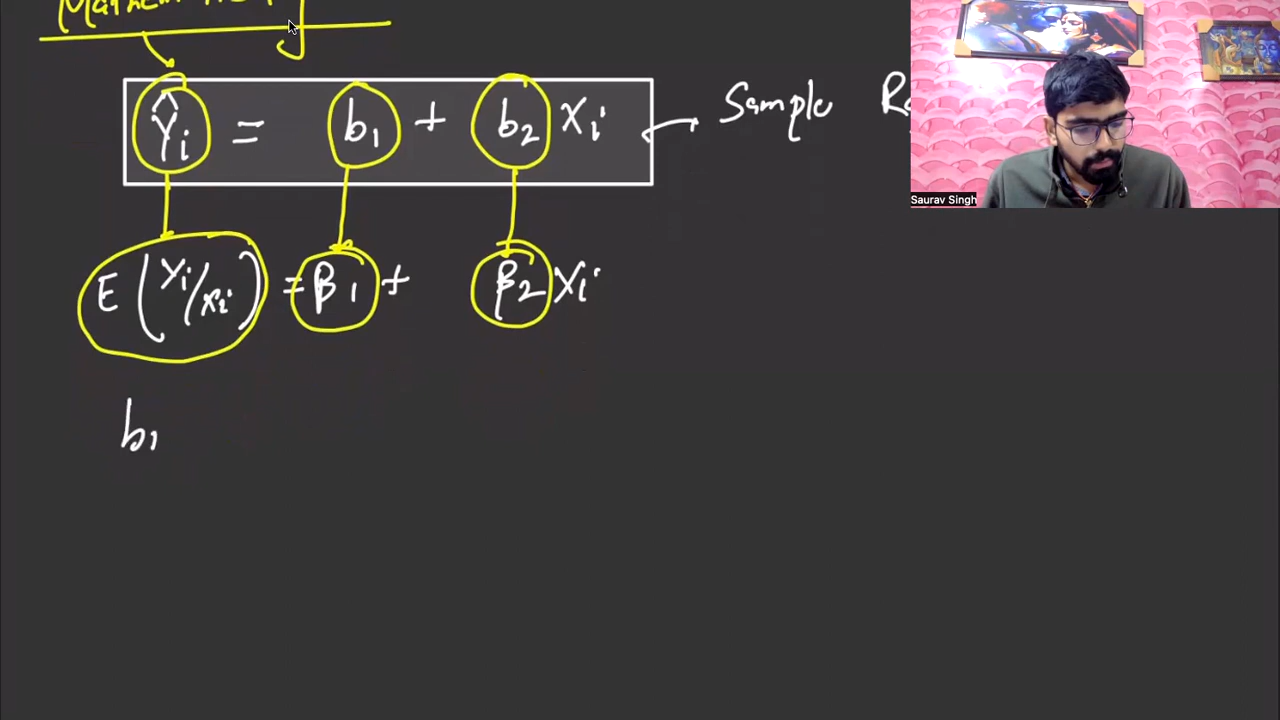 Ŷi = b1 + b2 Xi
Sample
Saurav Singh
E (Yi/Xi) = β1 + β2 Xi
b1